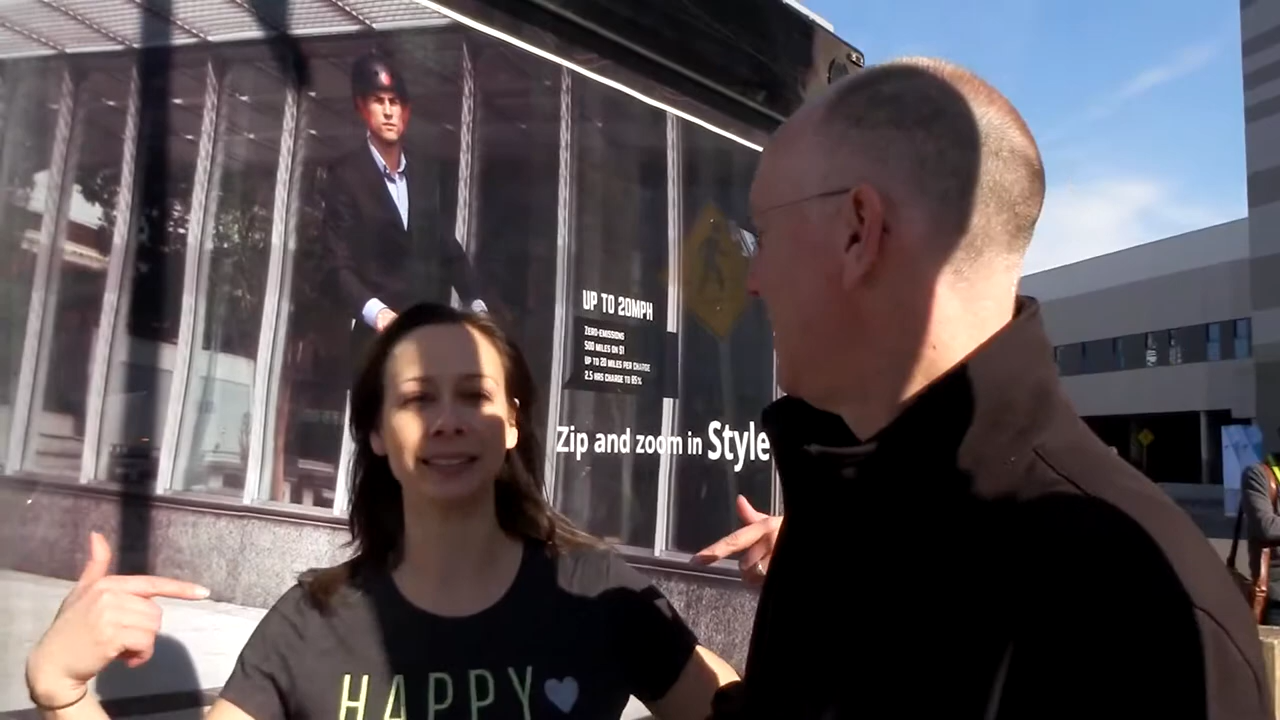 UP TO 20MPH
ZERO-EMISSIONS
500 MILES ON $1
UP TO 20 MILES PER CHARGE
2.5 HRS CHARGE TO 85%
Zip and zoom in Style
HAPPY